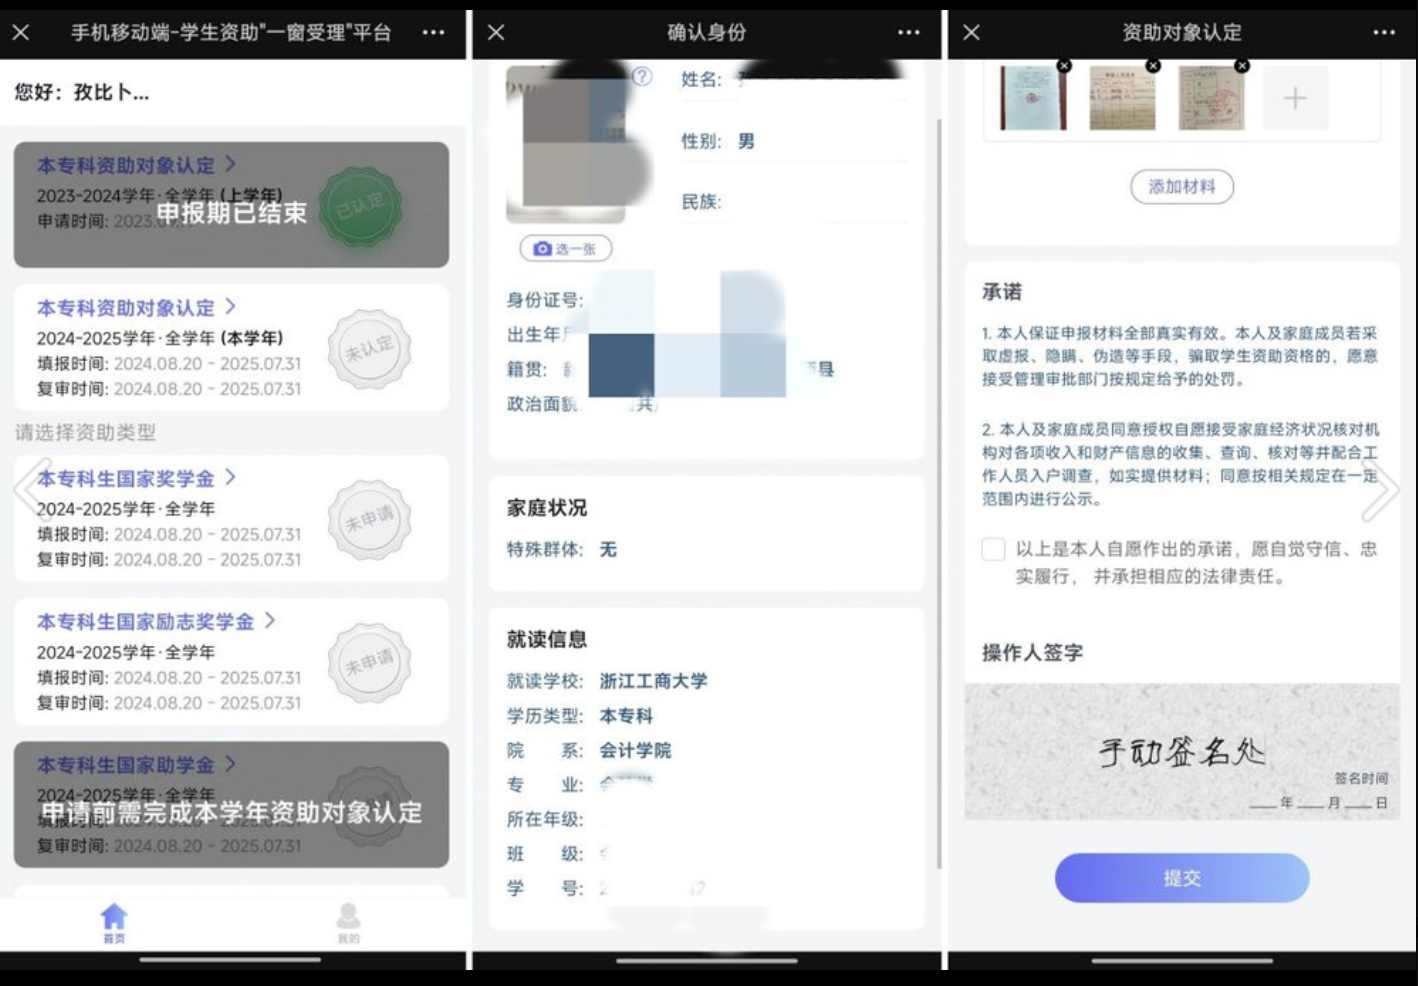 手机移动端-学生资助"一窗受理"平台
您好：孜比卜...
本专科资助对象认定
2023-2024学年·全学年 (上学年)
申请时间: 2023.0
申报期已结束
已认定
本专科资助对象认定
2024-2025学年·全学年 (本学年)
填报时间: 2024.08.20 - 2025.07.31
复审时间: 2024.08.20 - 2025.07.31
未认定
请选择资助类型
本专科生国家奖学金
2024-2025学年·全学年
填报时间: 2024.08.20 - 2025.07.31
复审时间: 2024.08.20 - 2025.07.31
未申请
本专科生国家励志奖学金
2024-2025学年·全学年
填报时间: 2024.08.20 - 2025.07.31
复审时间: 2024.08.20 - 2025.07.31
未申请
本专科生国家助学金
2024-2025学年·全学年
申请前需完成本学年资助对象认定
填报时间: 2024.08.20 - 2025.07.31
复审时间: 2024.08.20 - 2025.07.31
首页
我的
确认身份
姓名:
性别: 男
民族:
选一张
身份证号:
出生年
籍贯: 县
政治面貌 共
家庭状况
特殊群体: 无
就读信息
就读学校: 浙江工商大学
学历类型: 本专科
院 系: 会计学院
专 业:
所在年级:
班 级:
学 号:
资助对象认定
添加材料
承诺
1. 本人保证申报材料全部真实有效。本人及家庭成员若采
取虚报、隐瞒、伪造等手段，骗取学生资助资格的，愿意
接受管理审批部门按规定给予的处罚。
2. 本人及家庭成员同意授权自愿接受家庭经济状况核对机
构对各项收入和财产信息的收集、查询、核对等并配合工
作人员入户调查，如实提供材料；同意按相关规定在一定
范围内进行公示。
以上是本人自愿作出的承诺，愿自觉守信、忠
实履行， 并承担相应的法律责任。
操作人签字
手动签名处
签名时间
年 月 日
提交